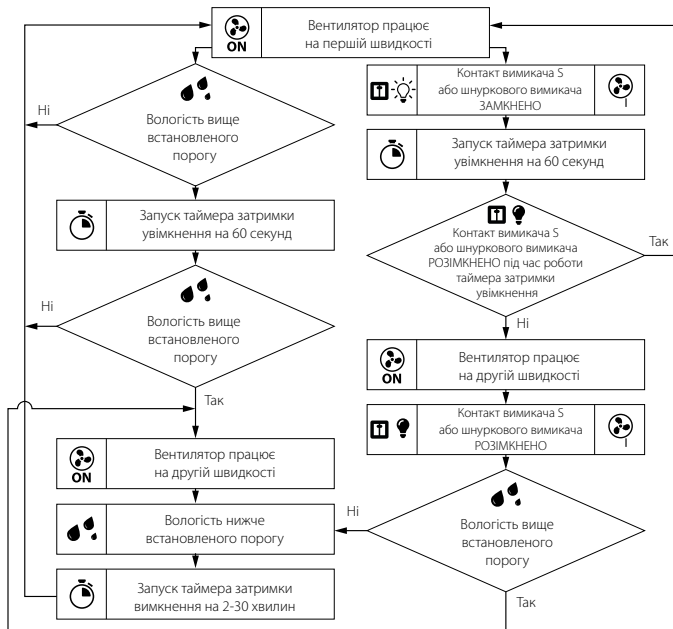 ON
Вентилятор працює
на першій швидкості
Ні
Вологість вище
встановленого
порогу
Запуск таймера затримки
увімкнення на 60 секунд
Ні
Вологість вище
встановленого
порогу
Так
ON
Вентилятор працює
на другій швидкості
Вологість нижче
встановленого порогу
Запуск таймера затримки
вимкнення на 2-30 хвилин
Контакт вимикача S
або шнуркового вимикача
ЗАМКНЕНО
I
Запуск таймера затримки
увімкнення на 60 секунд
Контакт вимикача S
або шнуркового вимикача
РОЗІМКНЕНО під час роботи
таймера затримки
увімкнення
Так
Ні
ON
Вентилятор працює
на другій швидкості
Контакт вимикача S
або шнуркового вимикача
РОЗІМКНЕНО
I
Ні
Вологість вище
встановленого
порогу
Так